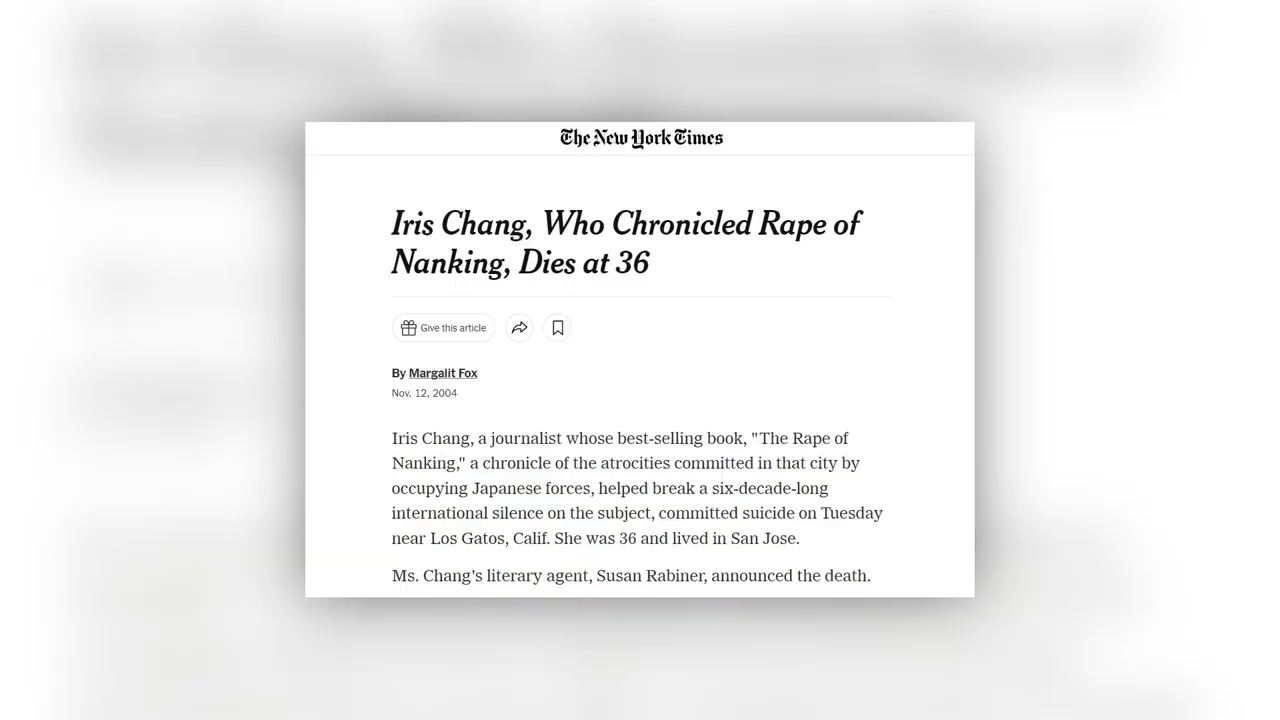 The New York Times
Iris Chang, Who Chronicled Rape of
Nanking, Dies at 36
Give this article
By Margalit Fox
Nov. 12, 2004
Iris Chang, a journalist whose best-selling book, "The Rape of
Nanking," a chronicle of the atrocities committed in that city by
occupying Japanese forces, helped break a six-decade-long
international silence on the subject, committed suicide on Tuesday
near Los Gatos, Calif. She was 36 and lived in San Jose.
Ms. Chang's literary agent, Susan Rabiner, announced the death.